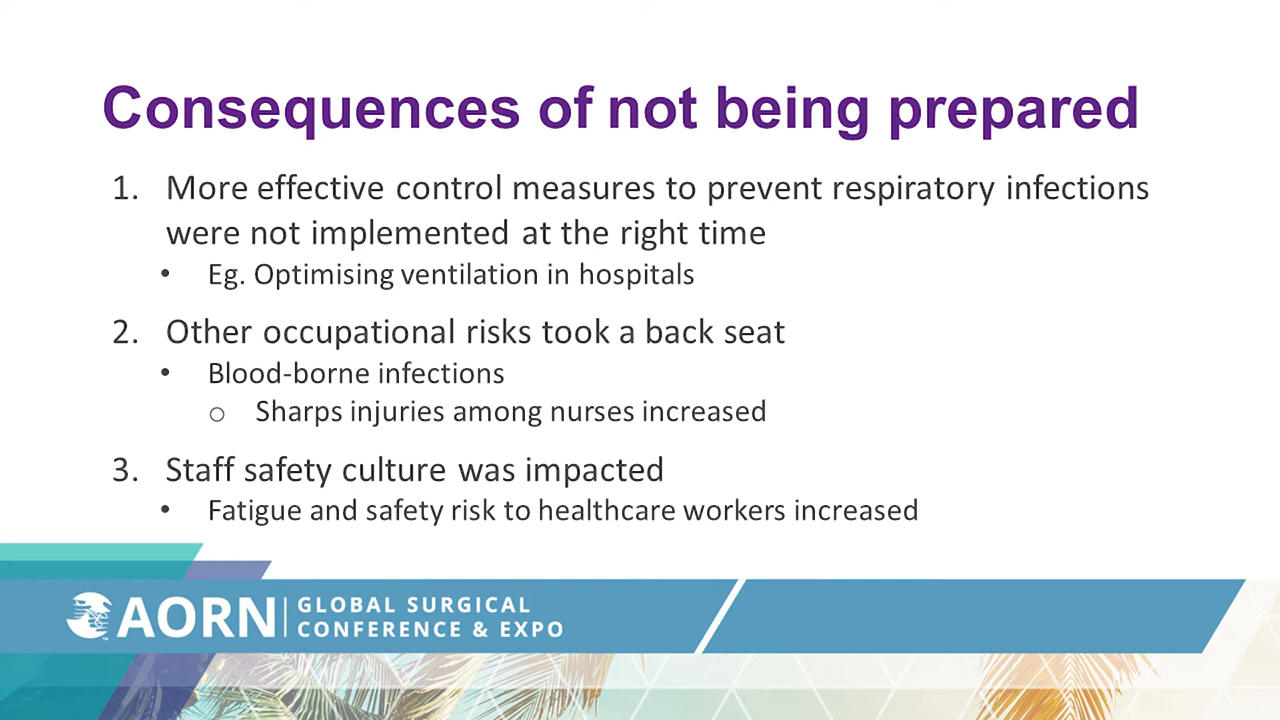 Consequences of not being prepared
1. More effective control measures to prevent respiratory infections
were not implemented at the right time
• Eg. Optimising ventilation in hospitals
2. Other occupational risks took a back seat
• Blood-borne infections
o Sharps injuries among nurses increased
3. Staff safety culture was impacted
• Fatigue and safety risk to healthcare workers increased
AORN
GLOBAL SURGICAL
CONFERENCE & EXPO